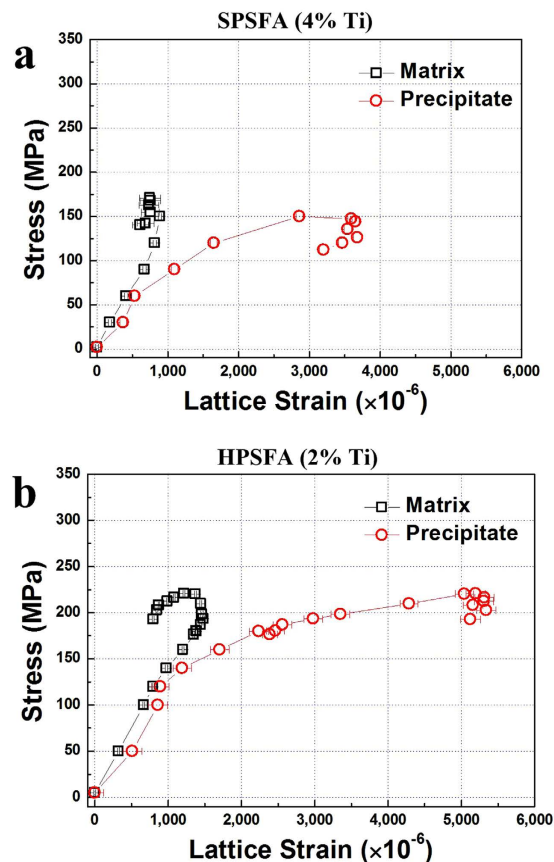 SPSFA (4% Ti)
a
350
300
250
200
150
100
50
0
Stress (MPa)
Matrix
Precipitate
0 1,000 2,000 3,000 4,000 5,000 6,000
Lattice Strain (×10⁻⁶)
HPSFA (2% Ti)
b
350
300
250
200
150
100
50
0
Stress (MPa)
Matrix
Precipitate
0 1,000 2,000 3,000 4,000 5,000 6,000
Lattice Strain (×10⁻⁶)